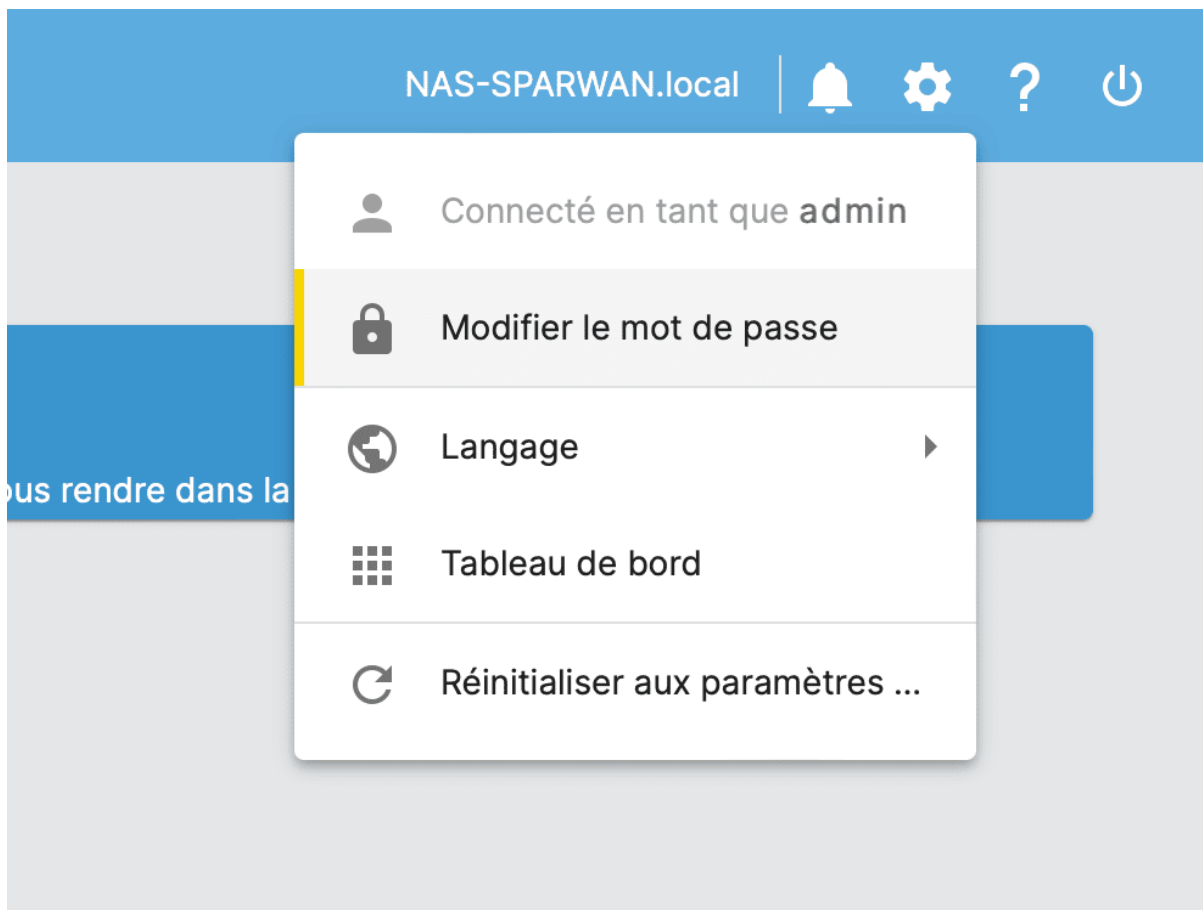 NAS-SPARWAN.local
Connecté en tant que admin
Modifier le mot de passe
Langage
ous rendre dans la
Tableau de bord
Réinitialiser aux paramètres ...